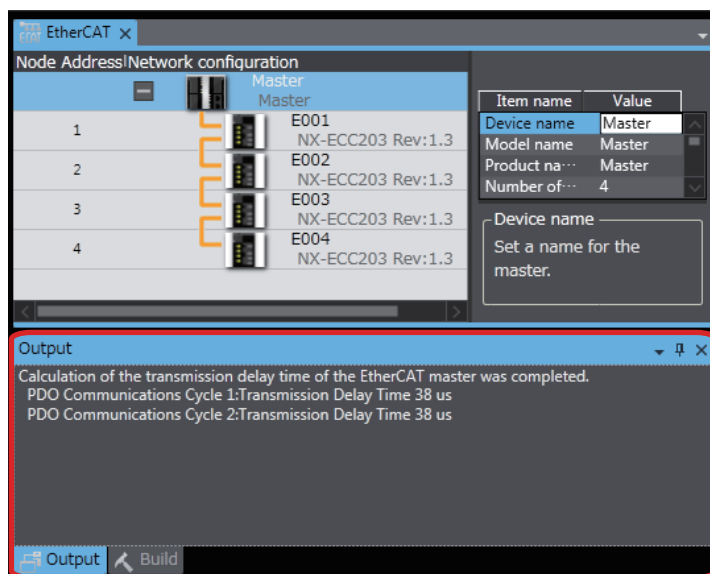 EtherCAT
Node Address|Network configuration
Master
Master
1
E001
NX-ECC203 Rev:1.3
2
E002
NX-ECC203 Rev:1.3
3
E003
NX-ECC203 Rev:1.3
4
E004
NX-ECC203 Rev:1.3
Item name Value
Device name Master
Model name Master
Product na··· Master
Number of··· 4
Device name
Set a name for the
master.
Output
Calculation of the transmission delay time of the EtherCAT master was completed.
PDO Communications Cycle 1:Transmission Delay Time 38 us
PDO Communications Cycle 2:Transmission Delay Time 38 us
Output Build